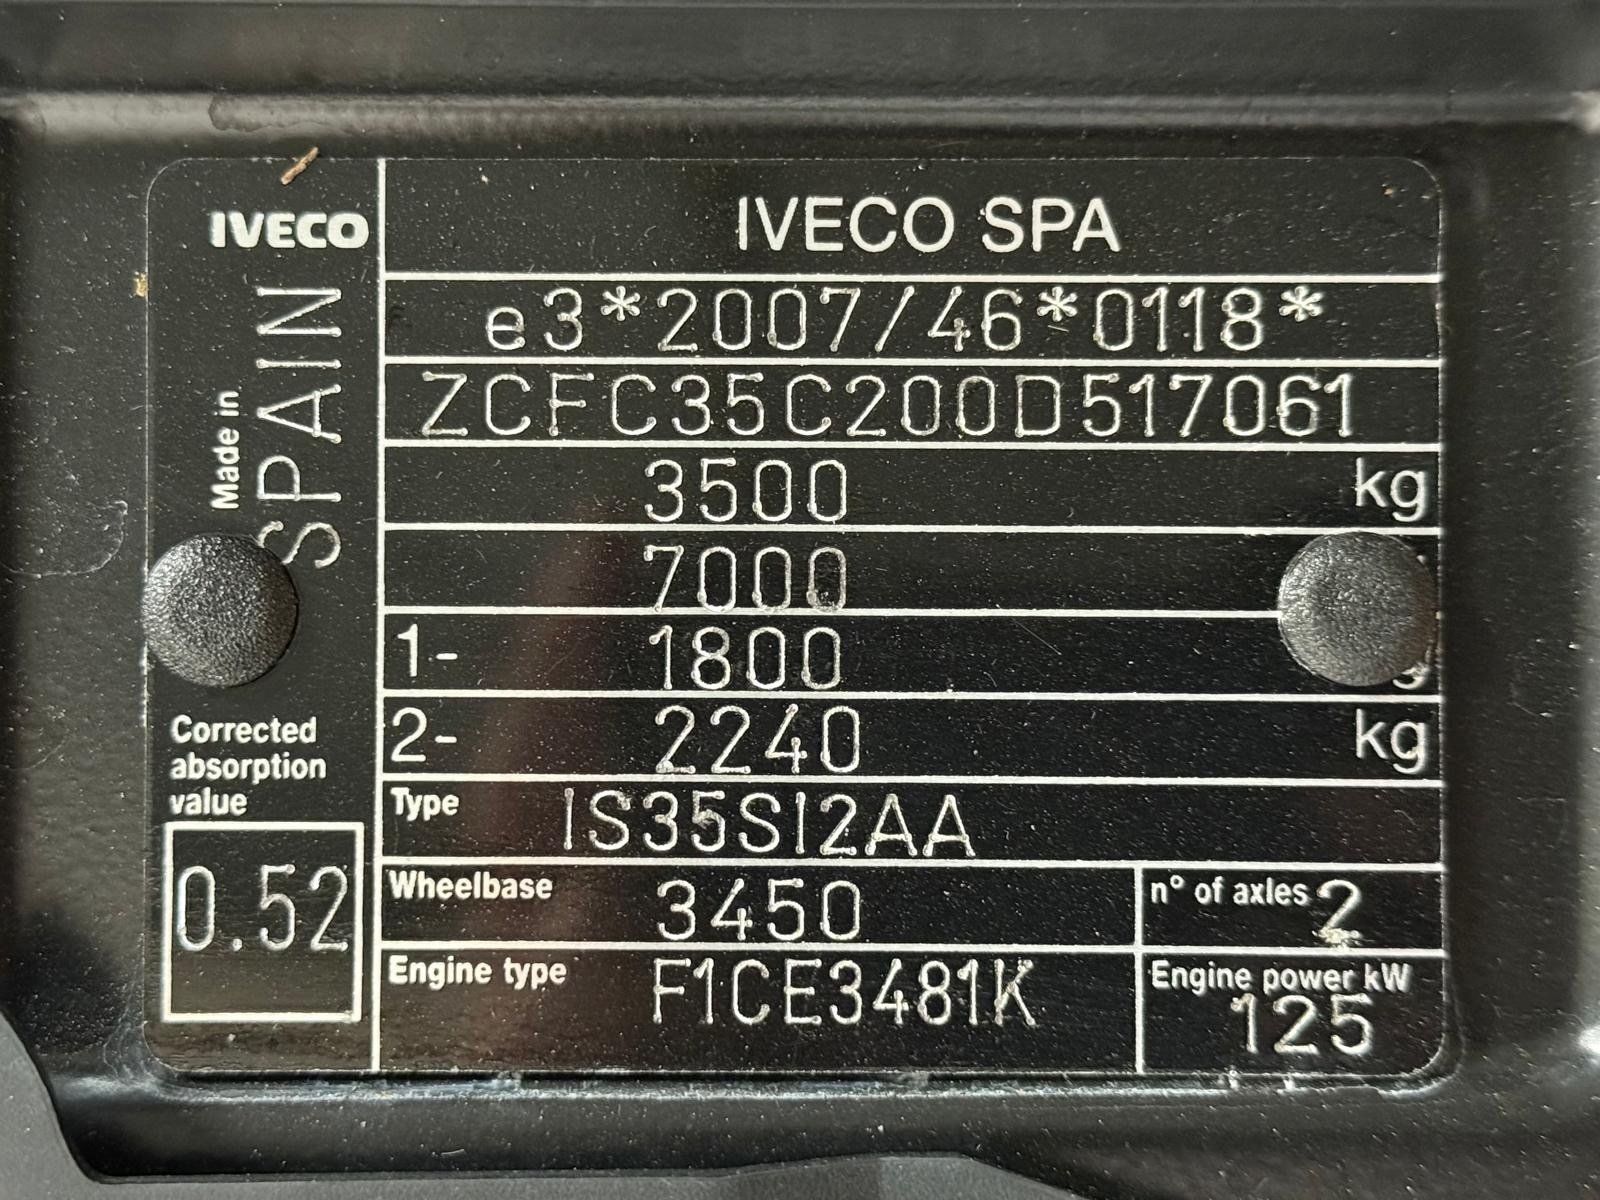 IVECO
Made in SPAIN
Corrected
absorption
value
0.52
IVECO SPA
e3*2007/46*0118*
ZCFC35C200D517061
3500 kg
7000
1- 1800
2- 2240 kg
Type IS35SI2AA
Wheelbase 3450
n° of axles 2
Engine type F1CE3481K
Engine power kW
125